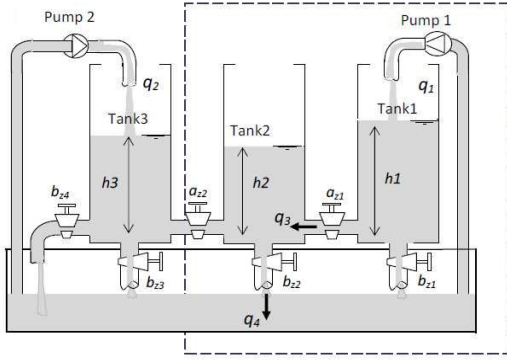 Pump 2
Pump 1
q2
q1
Tank3
Tank2
Tank1
h3
h2
h1
bz4
az2
az1
q3
bz3
bz2
bz1
q4